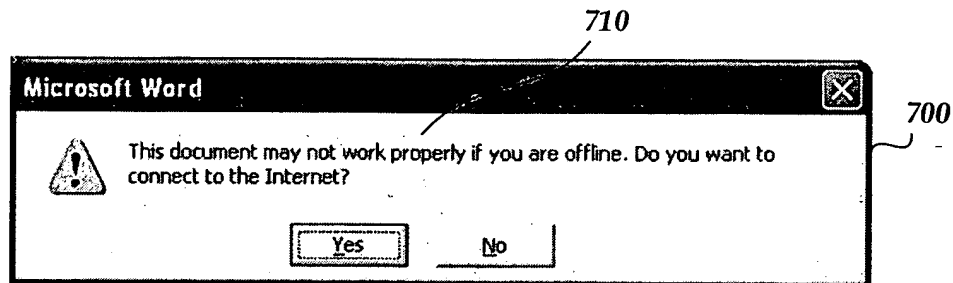 710
Microsoft Word
700
This document may not work properly if you are offline. Do you want to
connect to the Internet?
Yes No